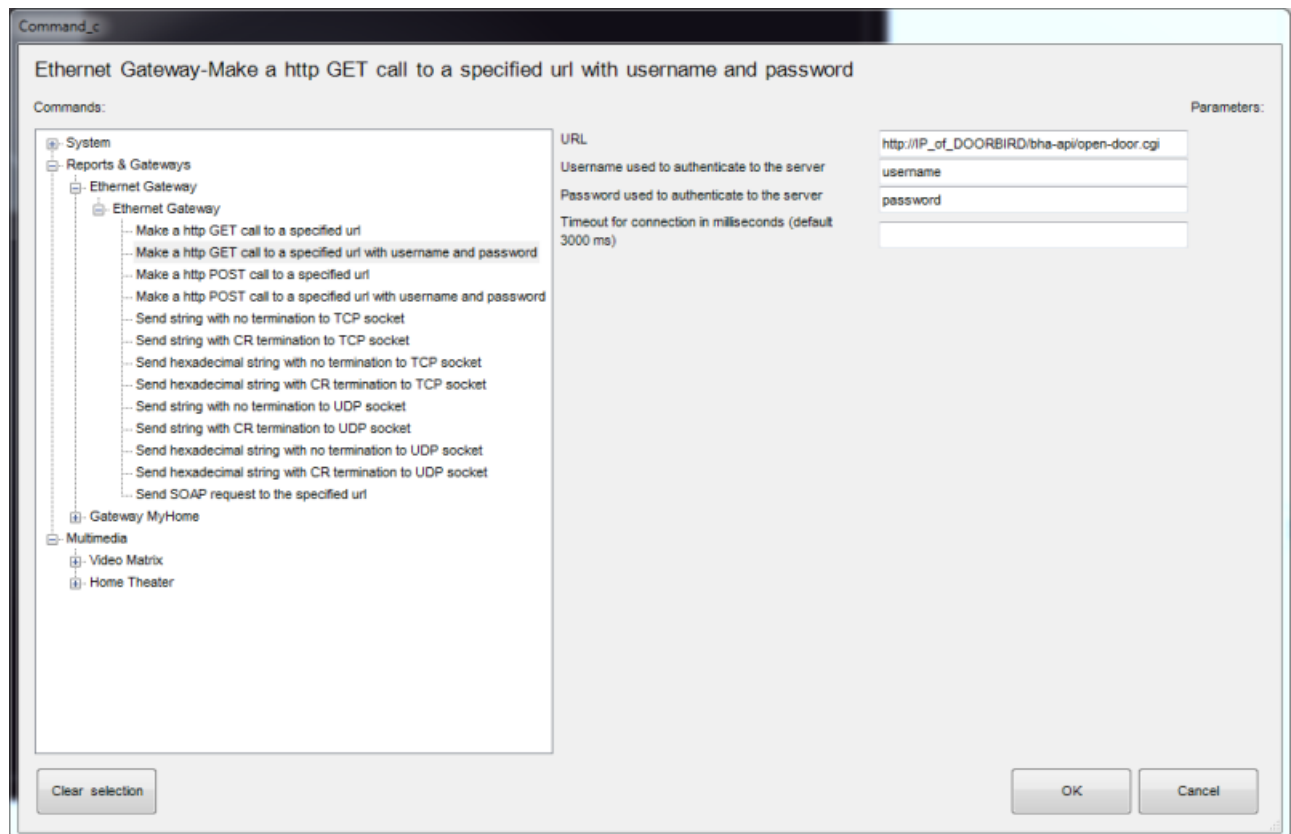 Command_c
Ethernet Gateway-Make a http GET call to a specified url with username and password
Commands:
Parameters:
System
Reports & Gateways
Ethernet Gateway
Ethernet Gateway
Make a http GET call to a specified url
Make a http GET call to a specified url with username and password
Make a http POST call to a specified url
Make a http POST call to a specified url with username and password
Send string with no termination to TCP socket
Send string with CR termination to TCP socket
Send hexadecimal string with no termination to TCP socket
Send hexadecimal string with CR termination to TCP socket
Send string with no termination to UDP socket
Send string with CR termination to UDP socket
Send hexadecimal string with no termination to UDP socket
Send hexadecimal string with CR termination to UDP socket
Send SOAP request to the specified url
Gateway MyHome
Multimedia
Video Matrix
Home Theater
URL
http://IP_of_DOORBIRD/bha-api/open-door.cgi
Username used to authenticate to the server
username
Password used to authenticate to the server
password
Timeout for connection in milliseconds (default
3000 ms)
Clear selection
OK
Cancel